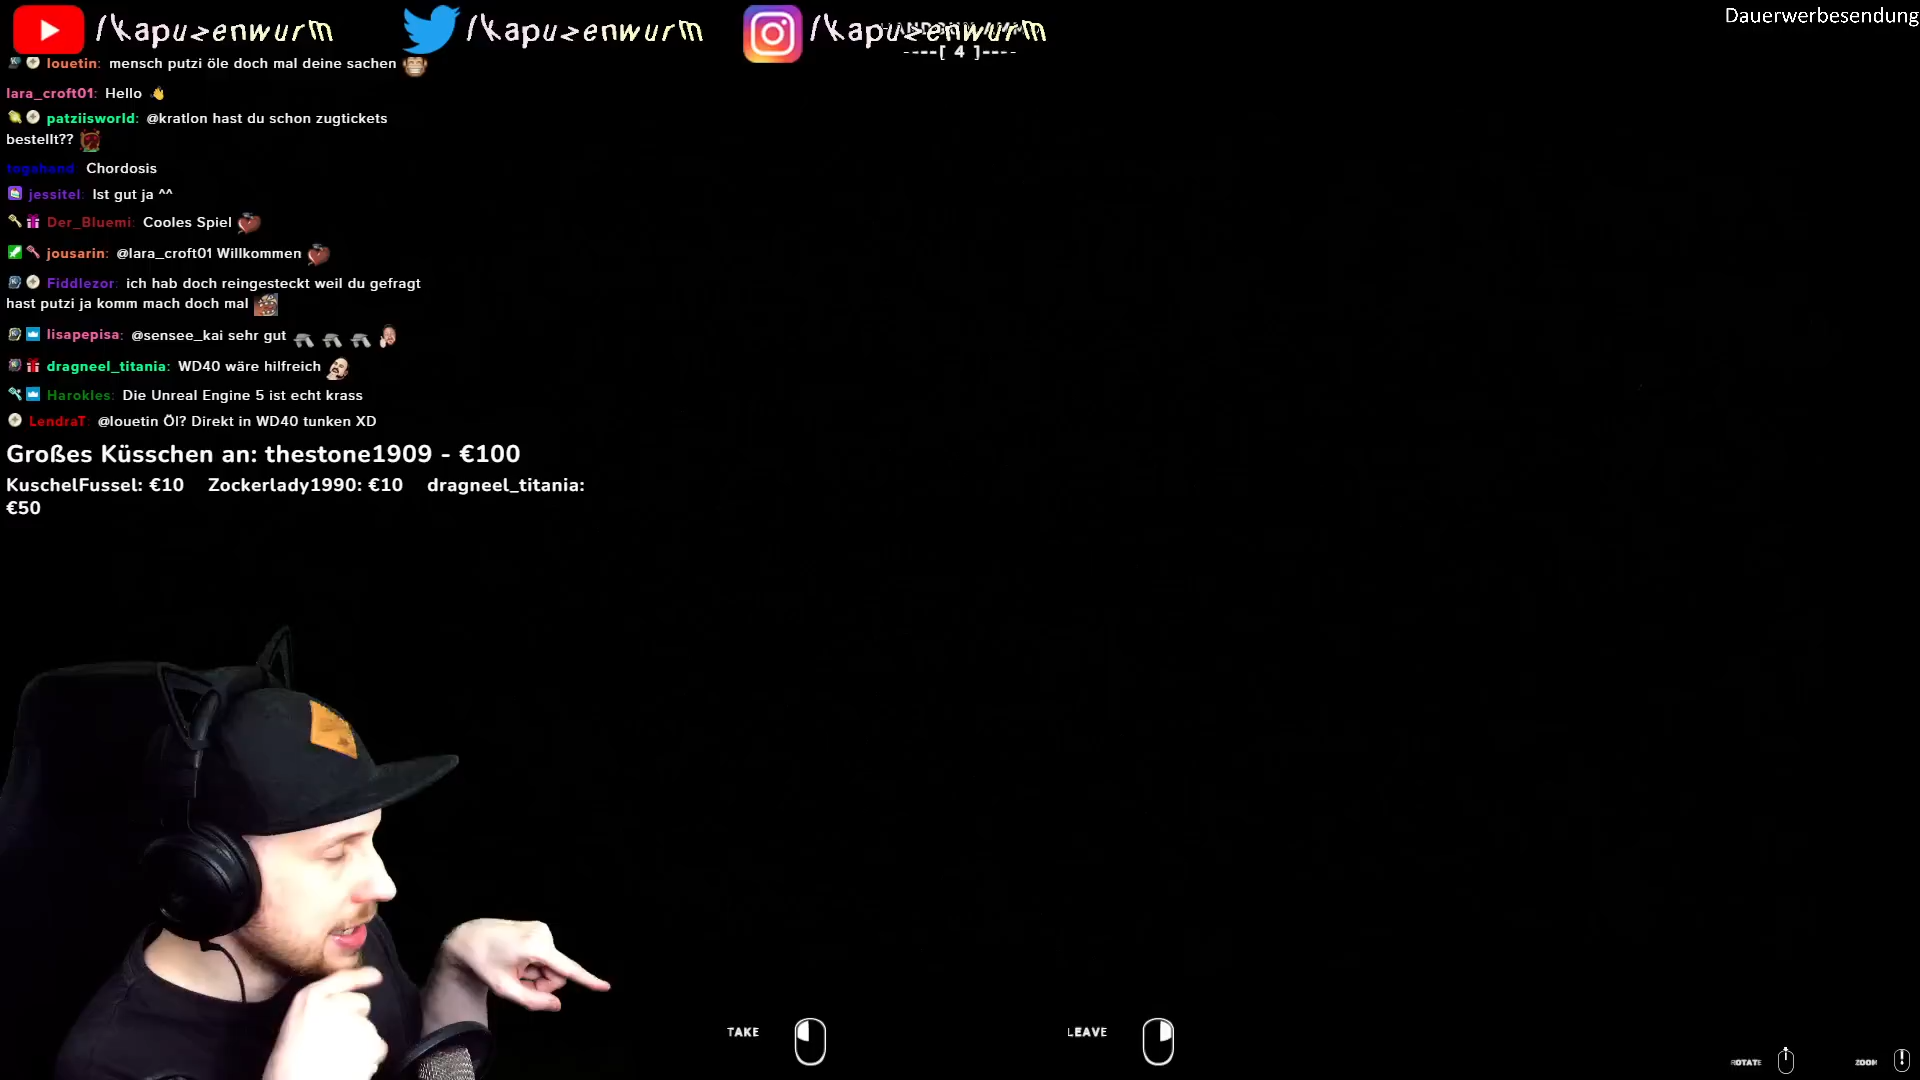 /kapuzenwurm /kapuzenwurm /kapuzenwurm
Dauerwerbesendung
----[ 4 ]----
louetin: mensch putzi öle doch mal deine sachen
lara_croft01: Hello
patziisworld: @kratlon hast du schon zugtickets
bestellt??
togahand Chordosis
jessitel: Ist gut ja ^^
Der_Bluemi: Cooles Spiel
jousarin: @lara_croft01 Willkommen
Fiddlezor: ich hab doch reingesteckt weil du gefragt
hast putzi ja komm mach doch mal
lisapepisa: @sensee_kai sehr gut
dragneel_titania: WD40 wäre hilfreich
Harokles: Die Unreal Engine 5 ist echt krass
LendraT: @louetin Öl? Direkt in WD40 tunken XD
Großes Küsschen an: thestone1909 - €100
KuschelFussel: €10 Zockerlady1990: €10 dragneel_titania:
€50
TAKE LEAVE
ROTATE ZOOM